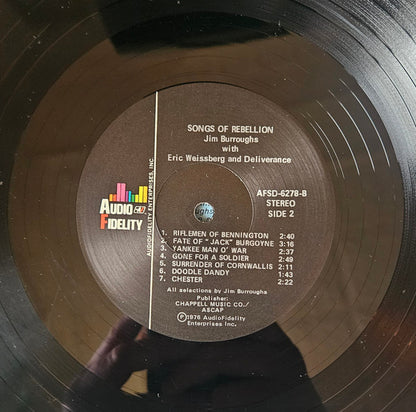 SONGS OF REBELLION
Jim Burroughs
with
Eric Weissberg and Deliverance
AUDIO
FIDELITY
AUDIOFIDELITY ENTERPRISES, INC.
AFSD-6278-B
STEREO
SIDE 2
ughs
1. RIFLEMEN OF BENNINGTON 2:40
2. FATE OF "JACK" BURGOYNE 3:16
3. YANKEE MAN O' WAR 2:37
4. GONE FOR A SOLDIER 2:49
5. SURRENDER OF CORNWALLIS 2:11
6. DOODLE DANDY 1:43
7. CHESTER 2:22
All selections by Jim Burroughs
Publisher:
CHAPPELL MUSIC CO./
ASCAP
Ⓟ1976 AudioFidelity
Enterprises Inc.